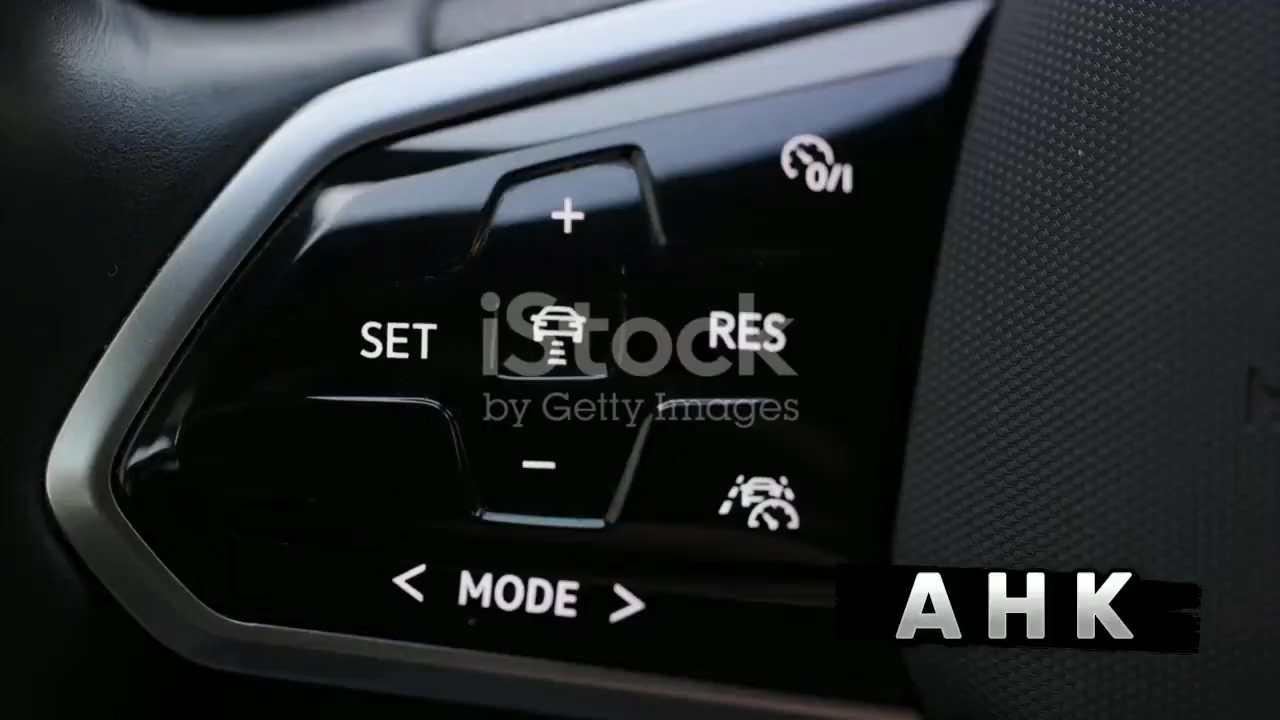 +
0/I
SET
RES
iStock
by Getty Images
−
< MODE >
AHK